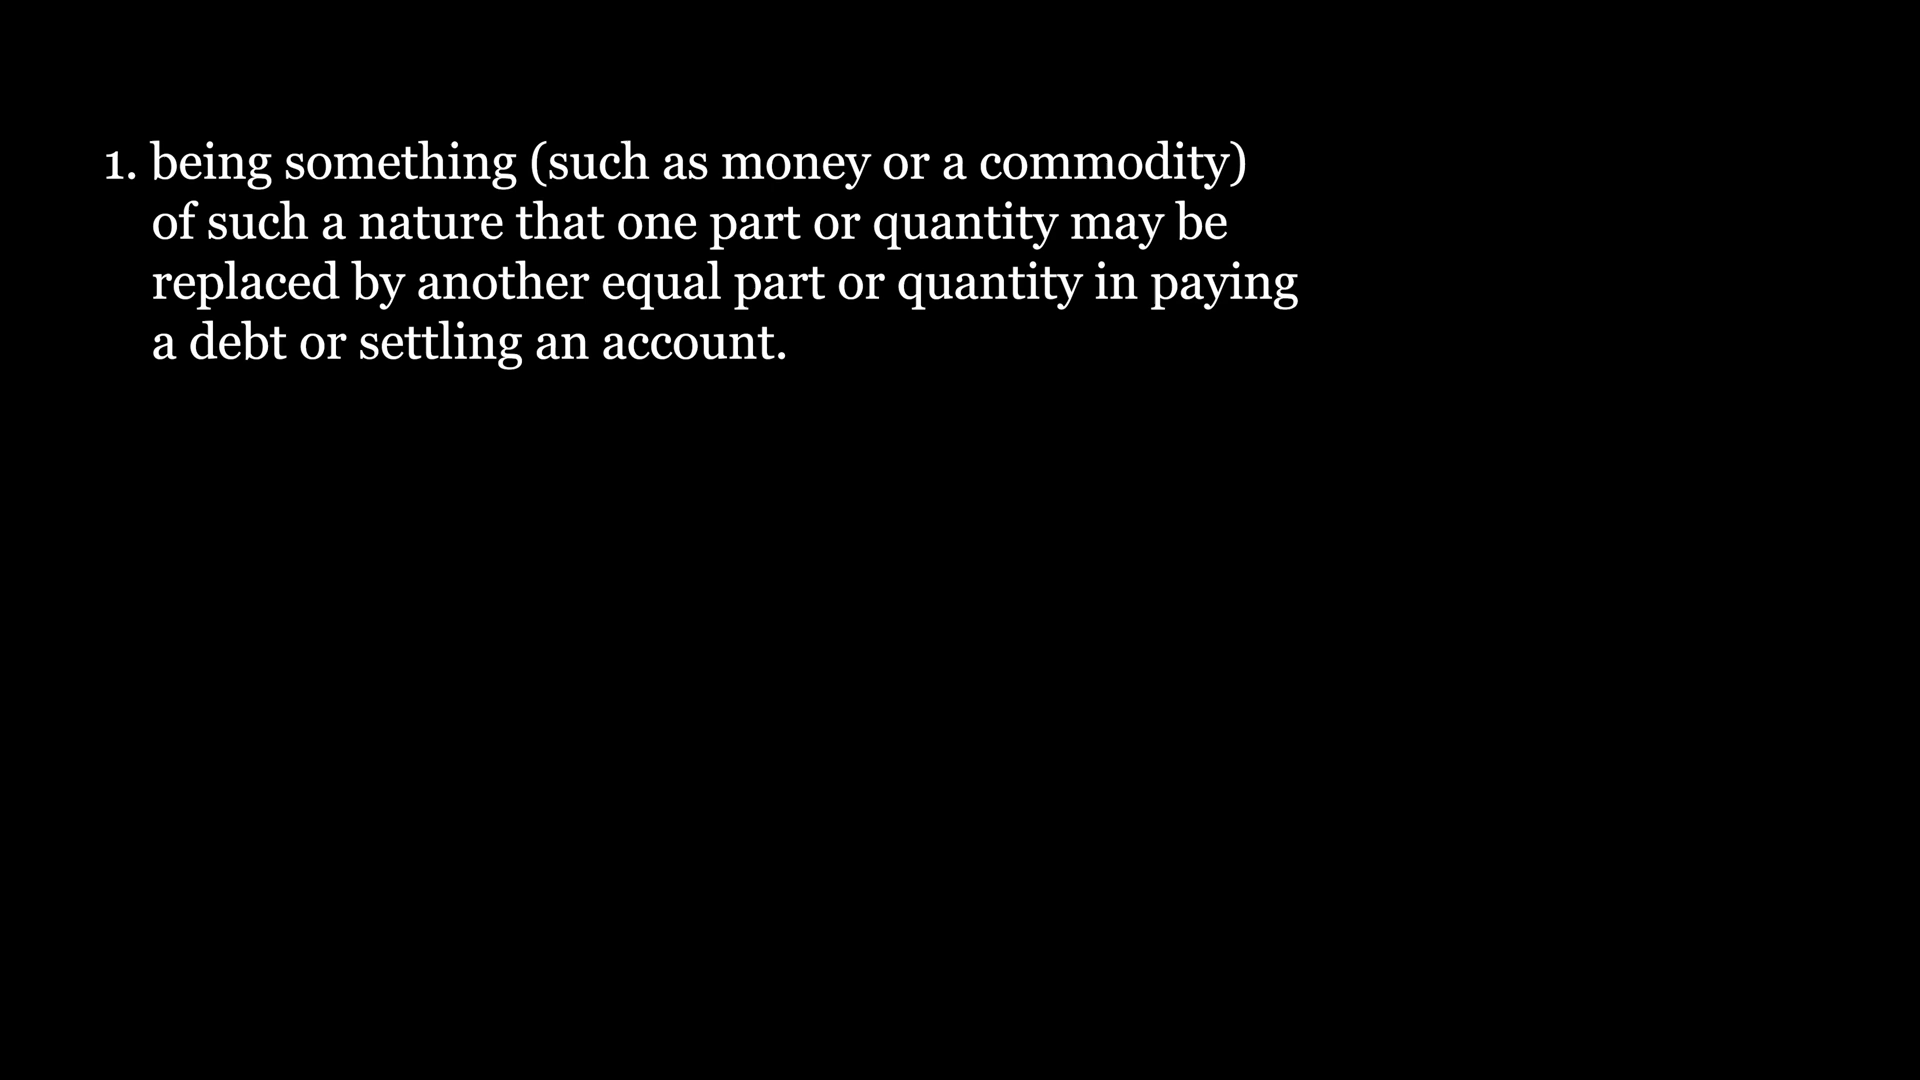 1. being something (such as money or a commodity)
of such a nature that one part or quantity may be
replaced by another equal part or quantity in paying
a debt or settling an account.